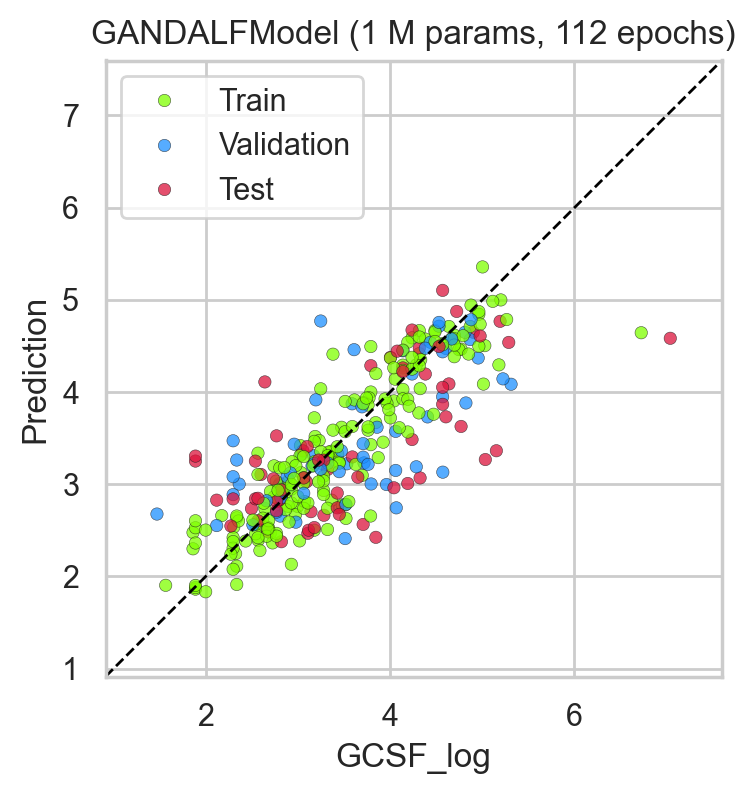 GANDALFModel (1 M params, 112 epochs)
Train
Validation
Test
7
6
5
4
3
2
1
Prediction
2 4 6
GCSF_log